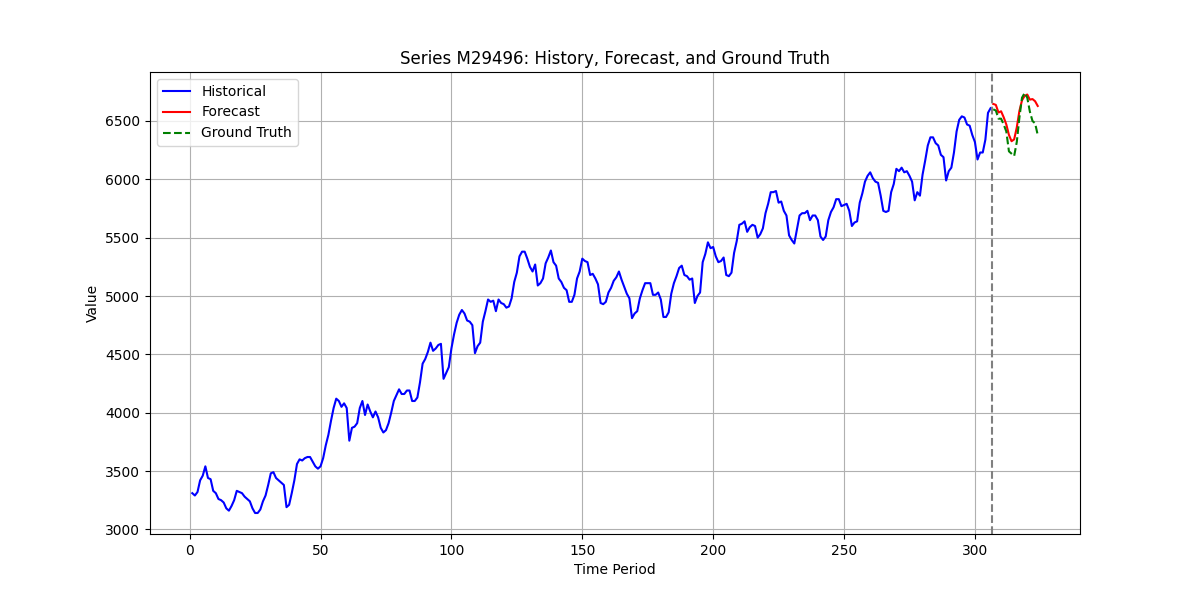 Series M29496: History, Forecast, and Ground Truth
Historical
Forecast
Ground Truth
Value
6500
6000
5500
5000
4500
4000
3500
3000
0 50 100 150 200 250 300
Time Period